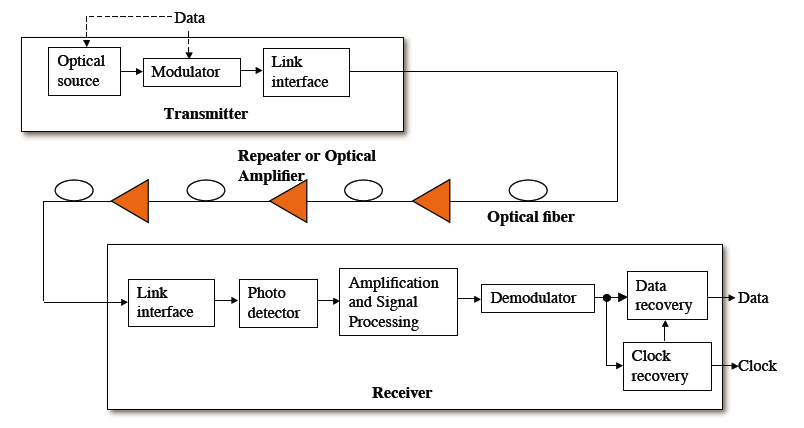 Data
Optical
source
Modulator
Link
interface
Transmitter
Repeater or Optical
Amplifier
Optical fiber
Link
interface
Photo
detector
Amplification
and Signal
Processing
Demodulator
Data
recovery
Data
Clock
recovery
Clock
Receiver